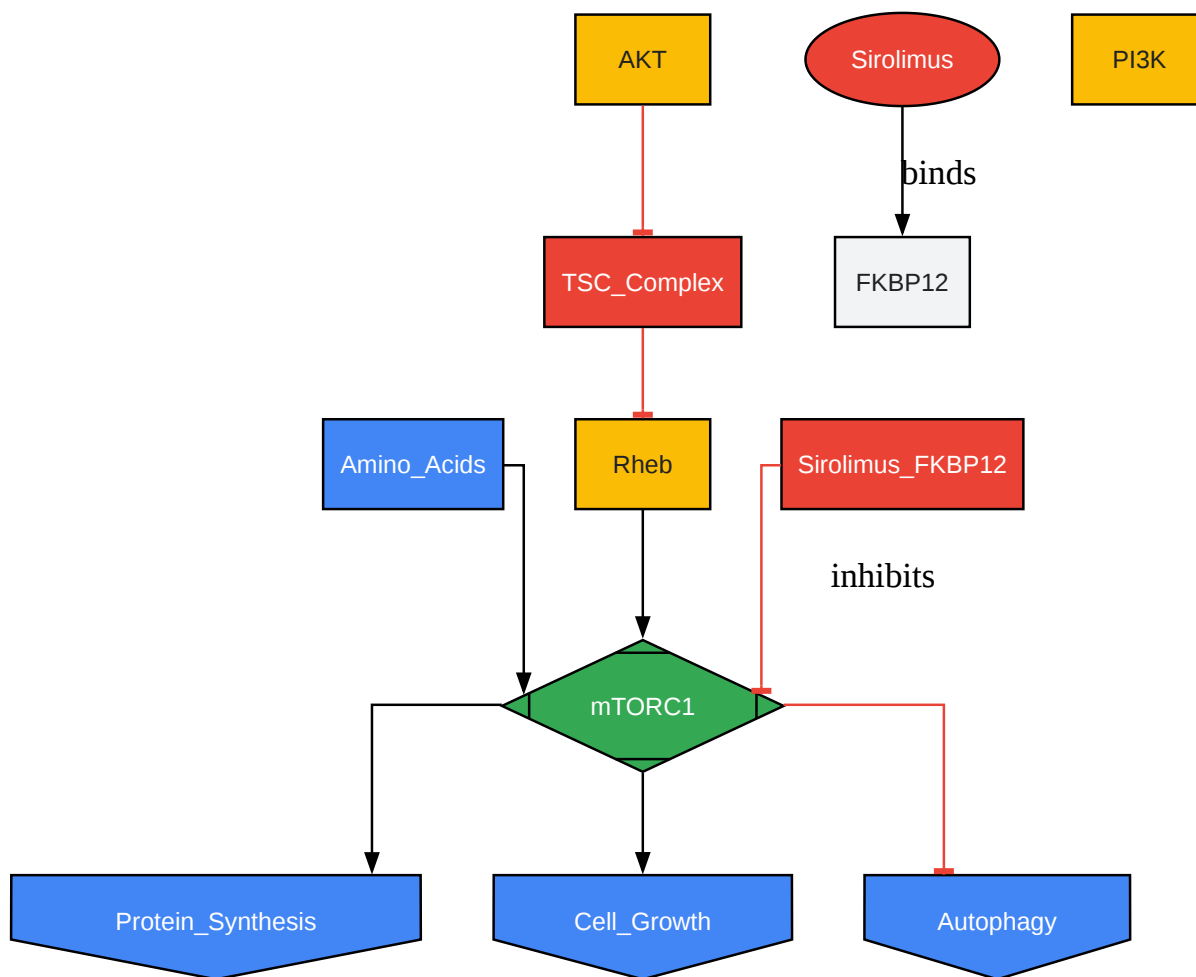 AKT
Sirolimus
PI3K
binds
TSC_Complex
FKBP12
Amino_Acids
Rheb
Sirolimus_FKBP12
inhibits
mTORC1
Protein_Synthesis
Cell_Growth
Autophagy